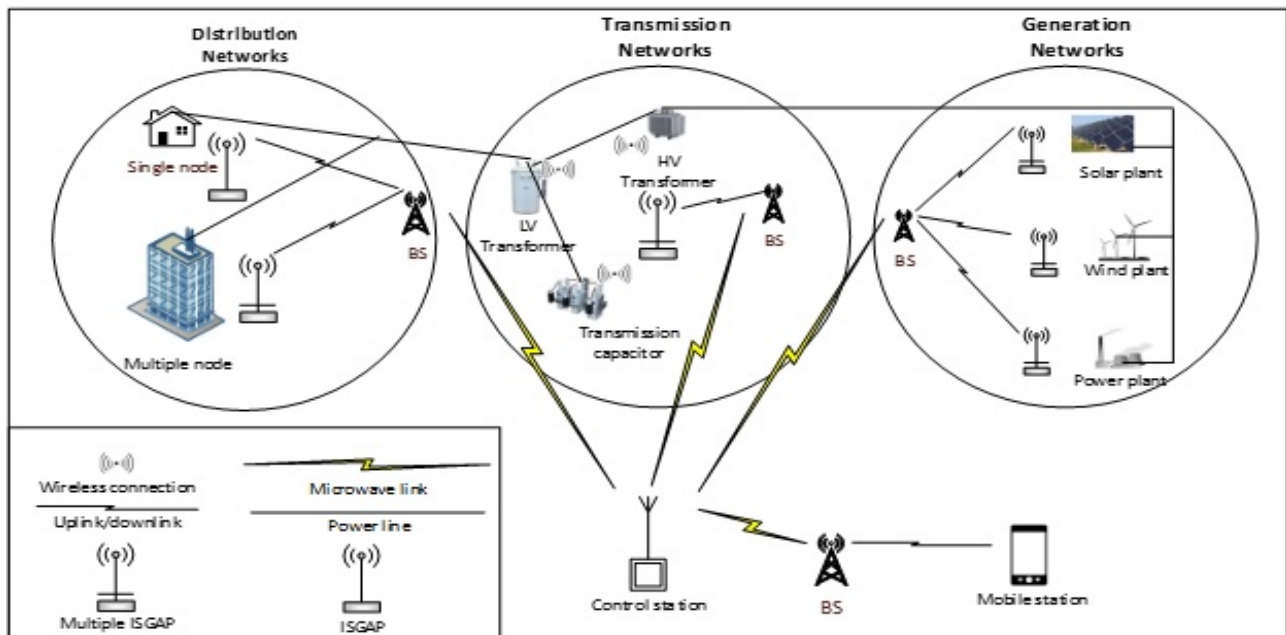 Distribution
Networks
Transmission
Networks
Generation
Networks
Single node
Multiple node
BS
LV
Transformer
HV
Transformer
BS
Transmission
capacitor
BS
Solar plant
Wind plant
Power plant
Wireless connection
Uplink/downlink
Multiple ISGAP
Microwave link
Power line
ISGAP
Control station
BS
Mobile station